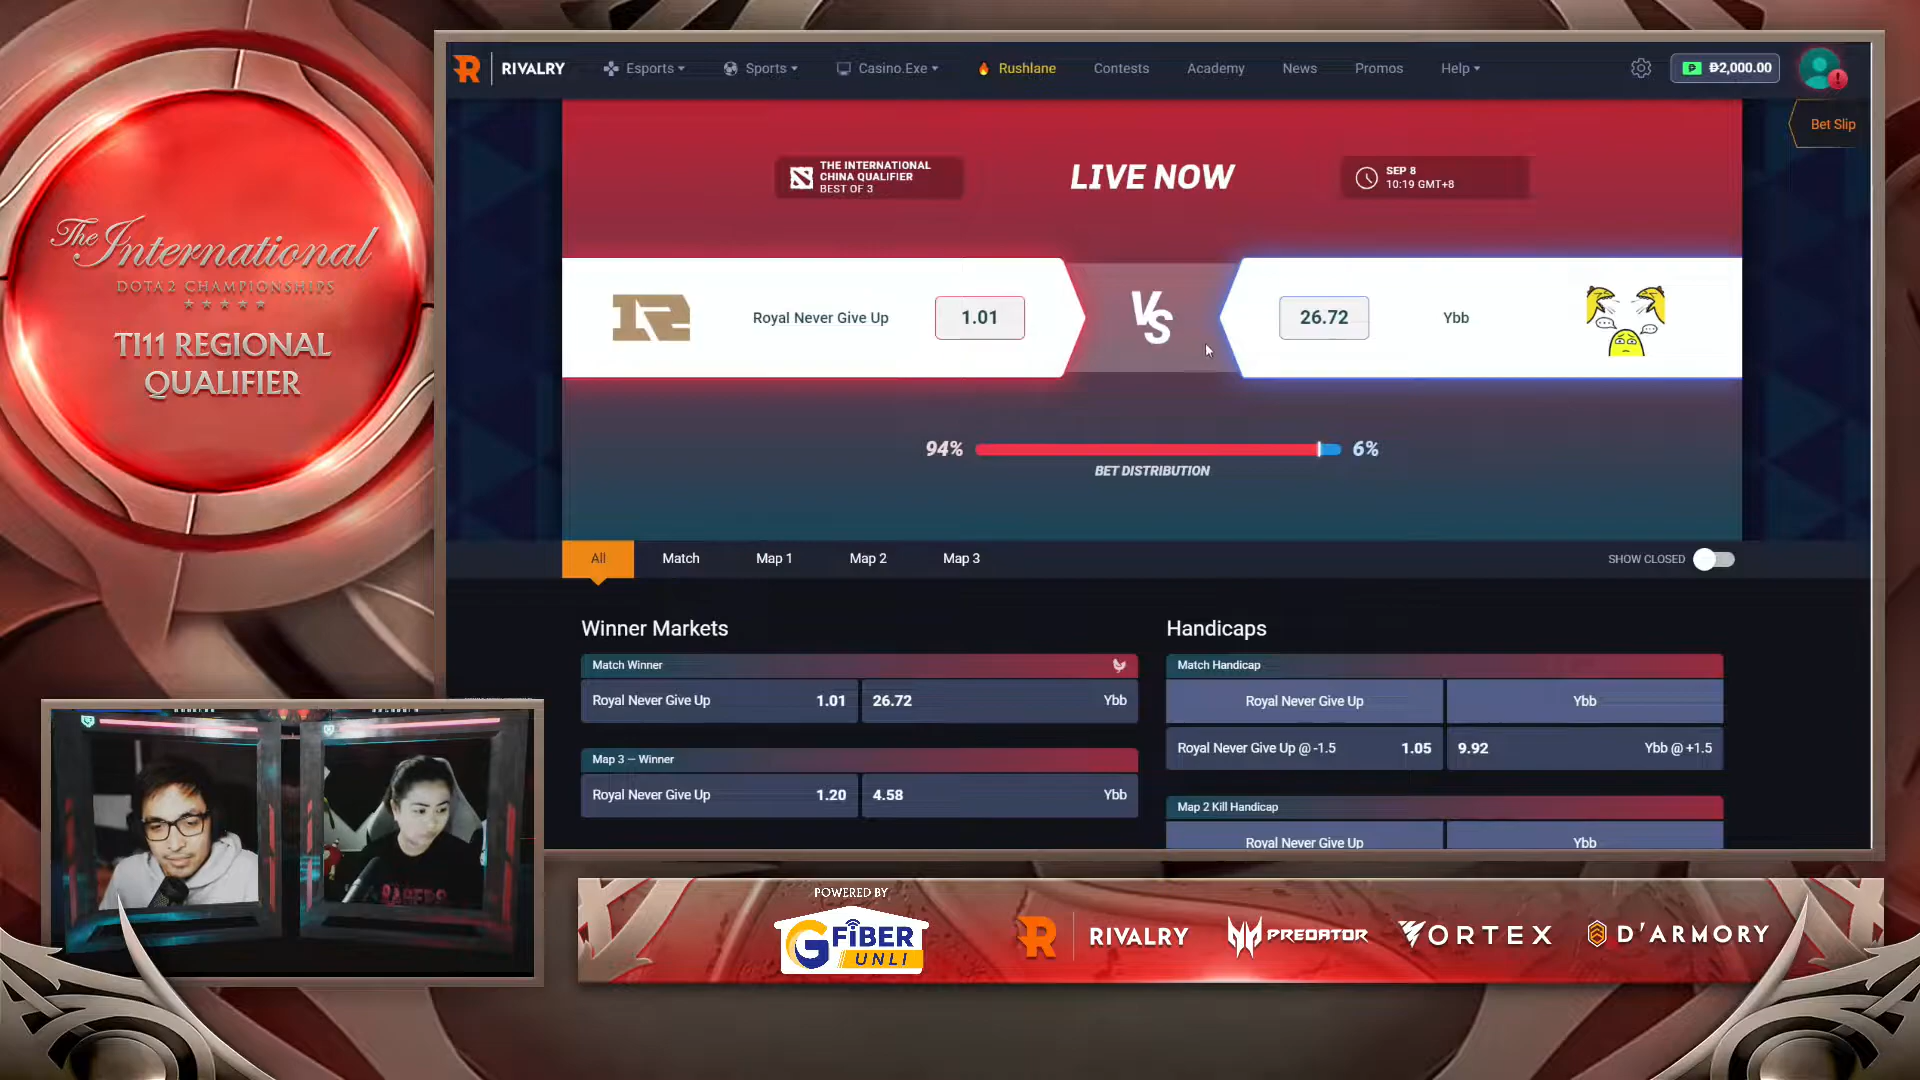 The International
DOTA 2 CHAMPIONSHIPS
TI11 REGIONAL
QUALIFIER
RIVALRY
Esports
Sports
Casino.Exe
Rushlane
Contests
Academy
News
Promos
Help
₱2,000.00
Bet Slip
THE INTERNATIONAL
CHINA QUALIFIER
BEST OF 3
LIVE NOW
SEP 8
10:19 GMT+8
Royal Never Give Up
1.01
VS
26.72
Ybb
94%
6%
BET DISTRIBUTION
All
Match
Map 1
Map 2
Map 3
SHOW CLOSED
Winner Markets
Match Winner
Royal Never Give Up 1.01
26.72 Ybb
Map 3 – Winner
Royal Never Give Up 1.20
4.58 Ybb
Handicaps
Match Handicap
Royal Never Give Up
Ybb
Royal Never Give Up @ -1.5 1.05
9.92 Ybb @ +1.5
Map 2 Kill Handicap
Royal Never Give Up
Ybb
POWERED BY
GFiBER
UNLI
RIVALRY
PREDATOR
VORTEX
D'ARMORY